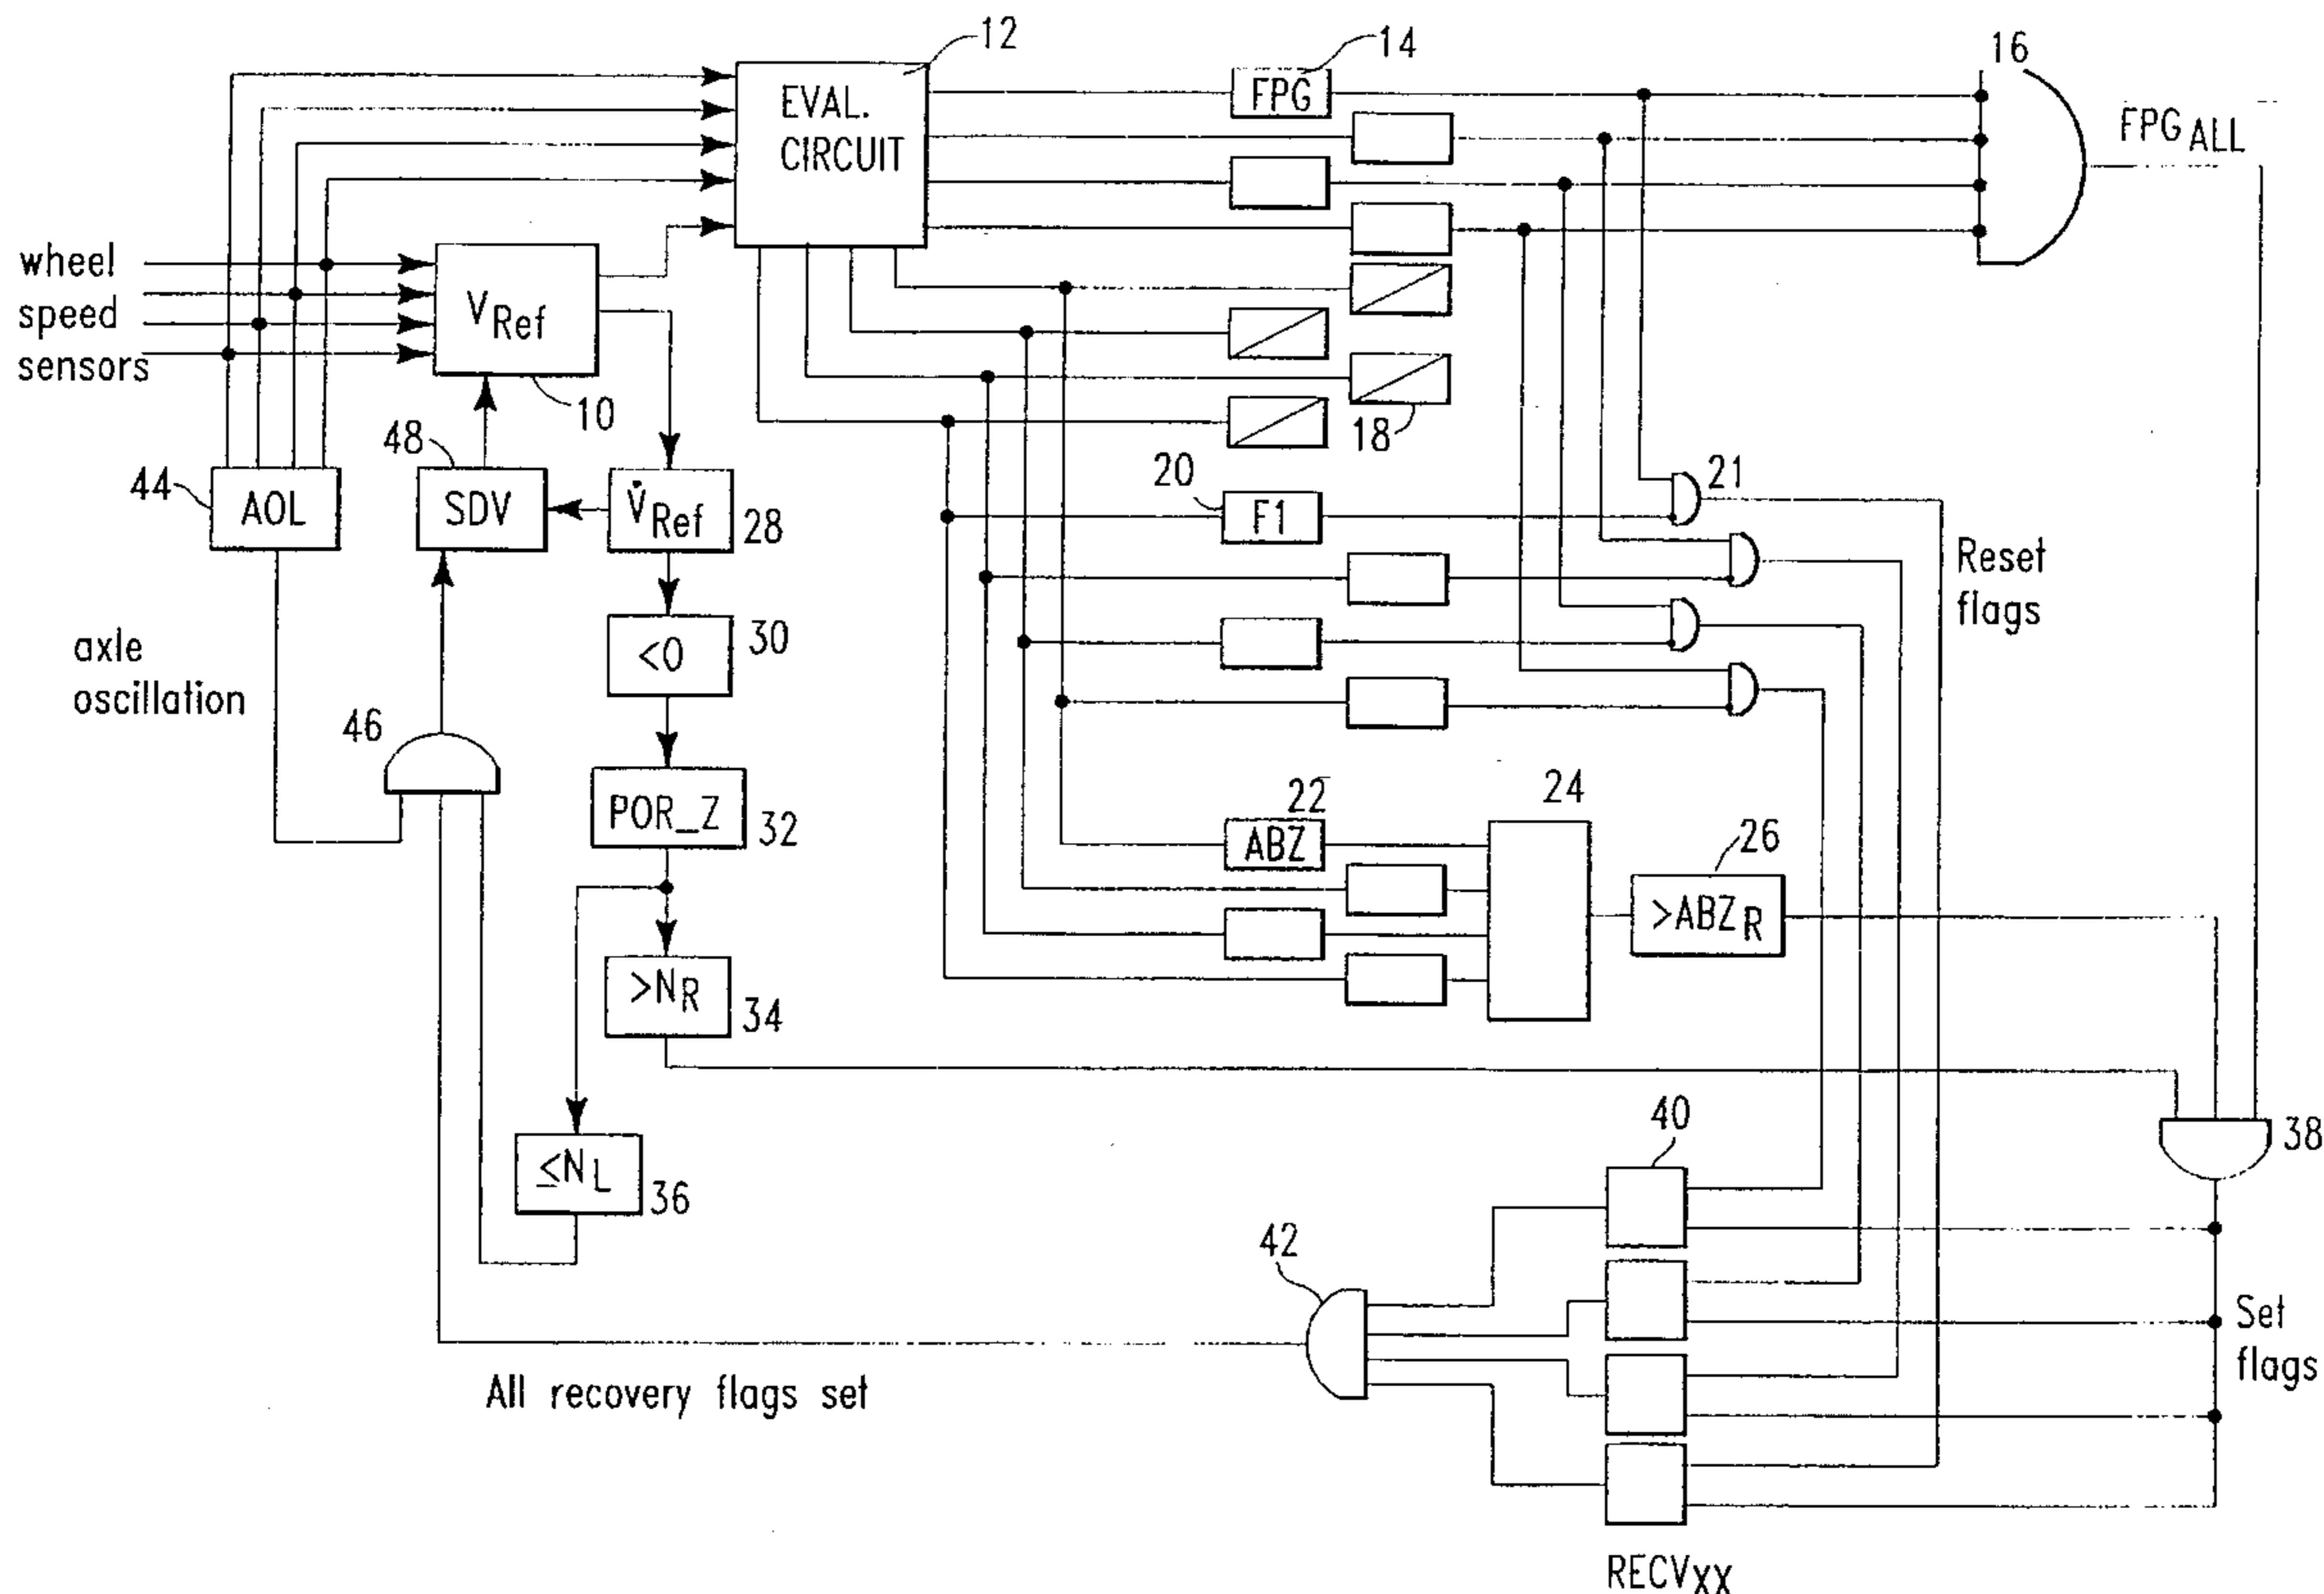 12
14
16
EVAL.
CIRCUIT
FPG
FPG ALL
wheel
speed
sensors
V Ref
10
18
48
44
AOL
SDV
V̇ Ref
28
20
F1
21
Reset
flags
<0
30
axle
oscillation
46
POR_Z
32
22
ABZ
24
26
>ABZ R
>N R
34
≤N L
36
38
40
42
Set
flags
All recovery flags set
RECV XX